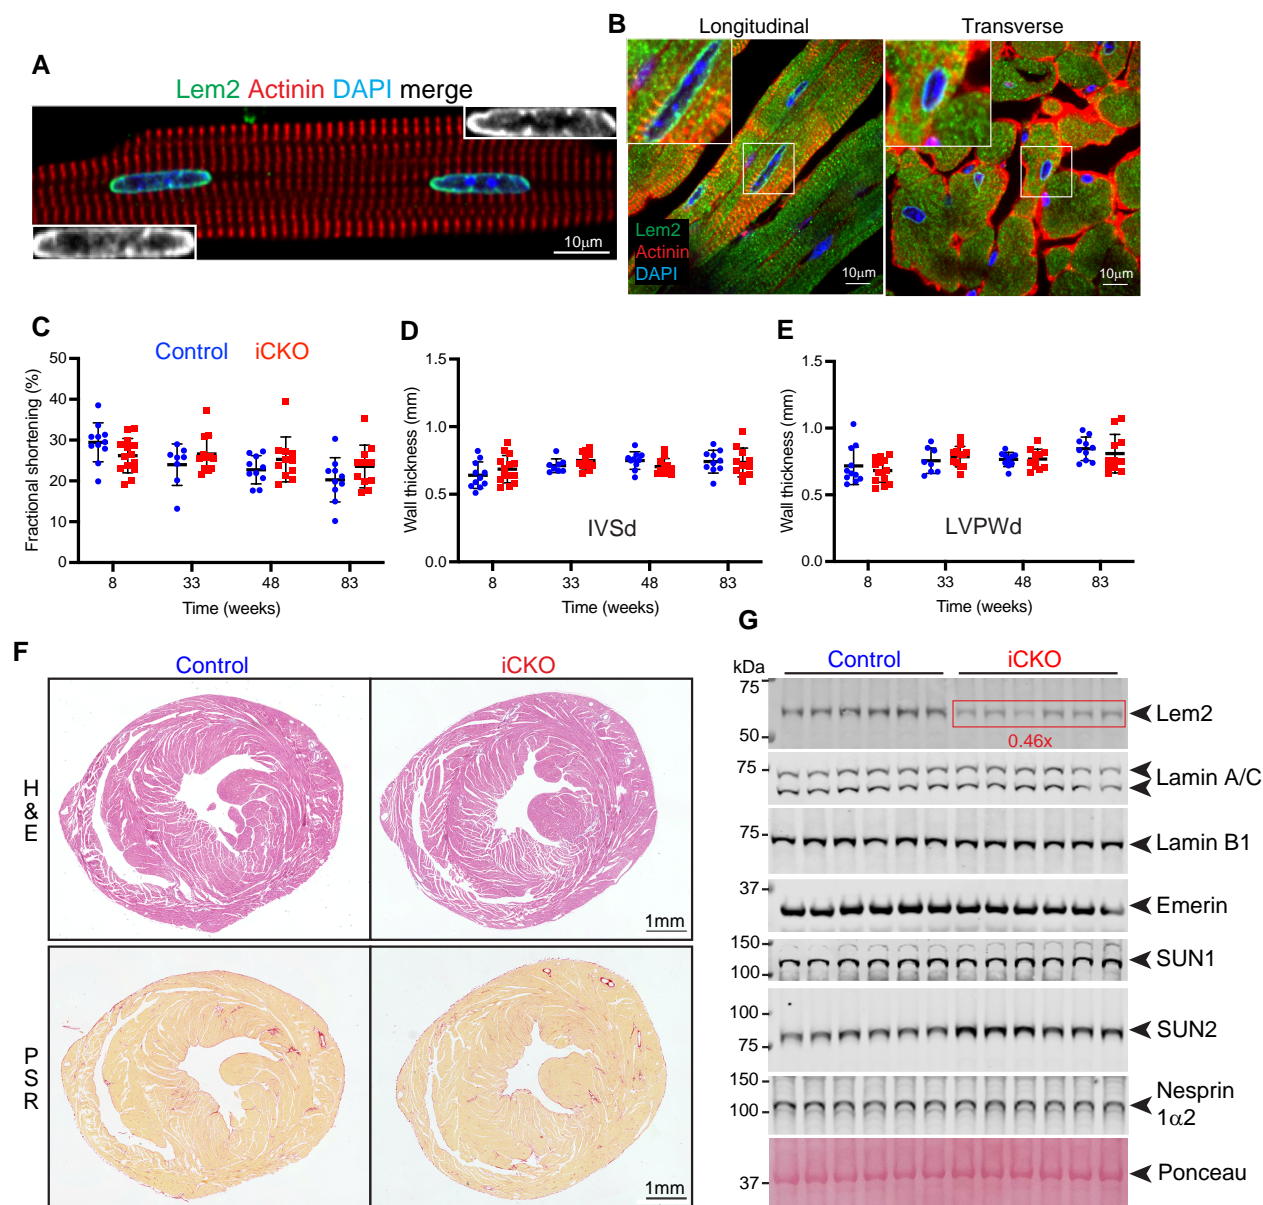 A
Lem2 Actinin DAPI merge
10μm
B
Longitudinal
Transverse
Lem2
Actinin
DAPI
10μm
10μm
C
Control
iCKO
Fractional shortening (%)
50
40
30
20
10
0
8
33
48
83
Time (weeks)
D
Wall thickness (mm)
1.5
1.0
0.5
0.0
IVSd
8
33
48
83
Time (weeks)
E
Wall thickness (mm)
1.5
1.0
0.5
0.0
LVPWd
8
33
48
83
Time (weeks)
F
Control
iCKO
H
&
E
1mm
P
S
R
1mm
G
kDa
Control
iCKO
75
50
0.46x
Lem2
75
Lamin A/C
75
Lamin B1
37
Emerin
150
100
SUN1
100
75
SUN2
150
100
Nesprin
1α2
37
Ponceau